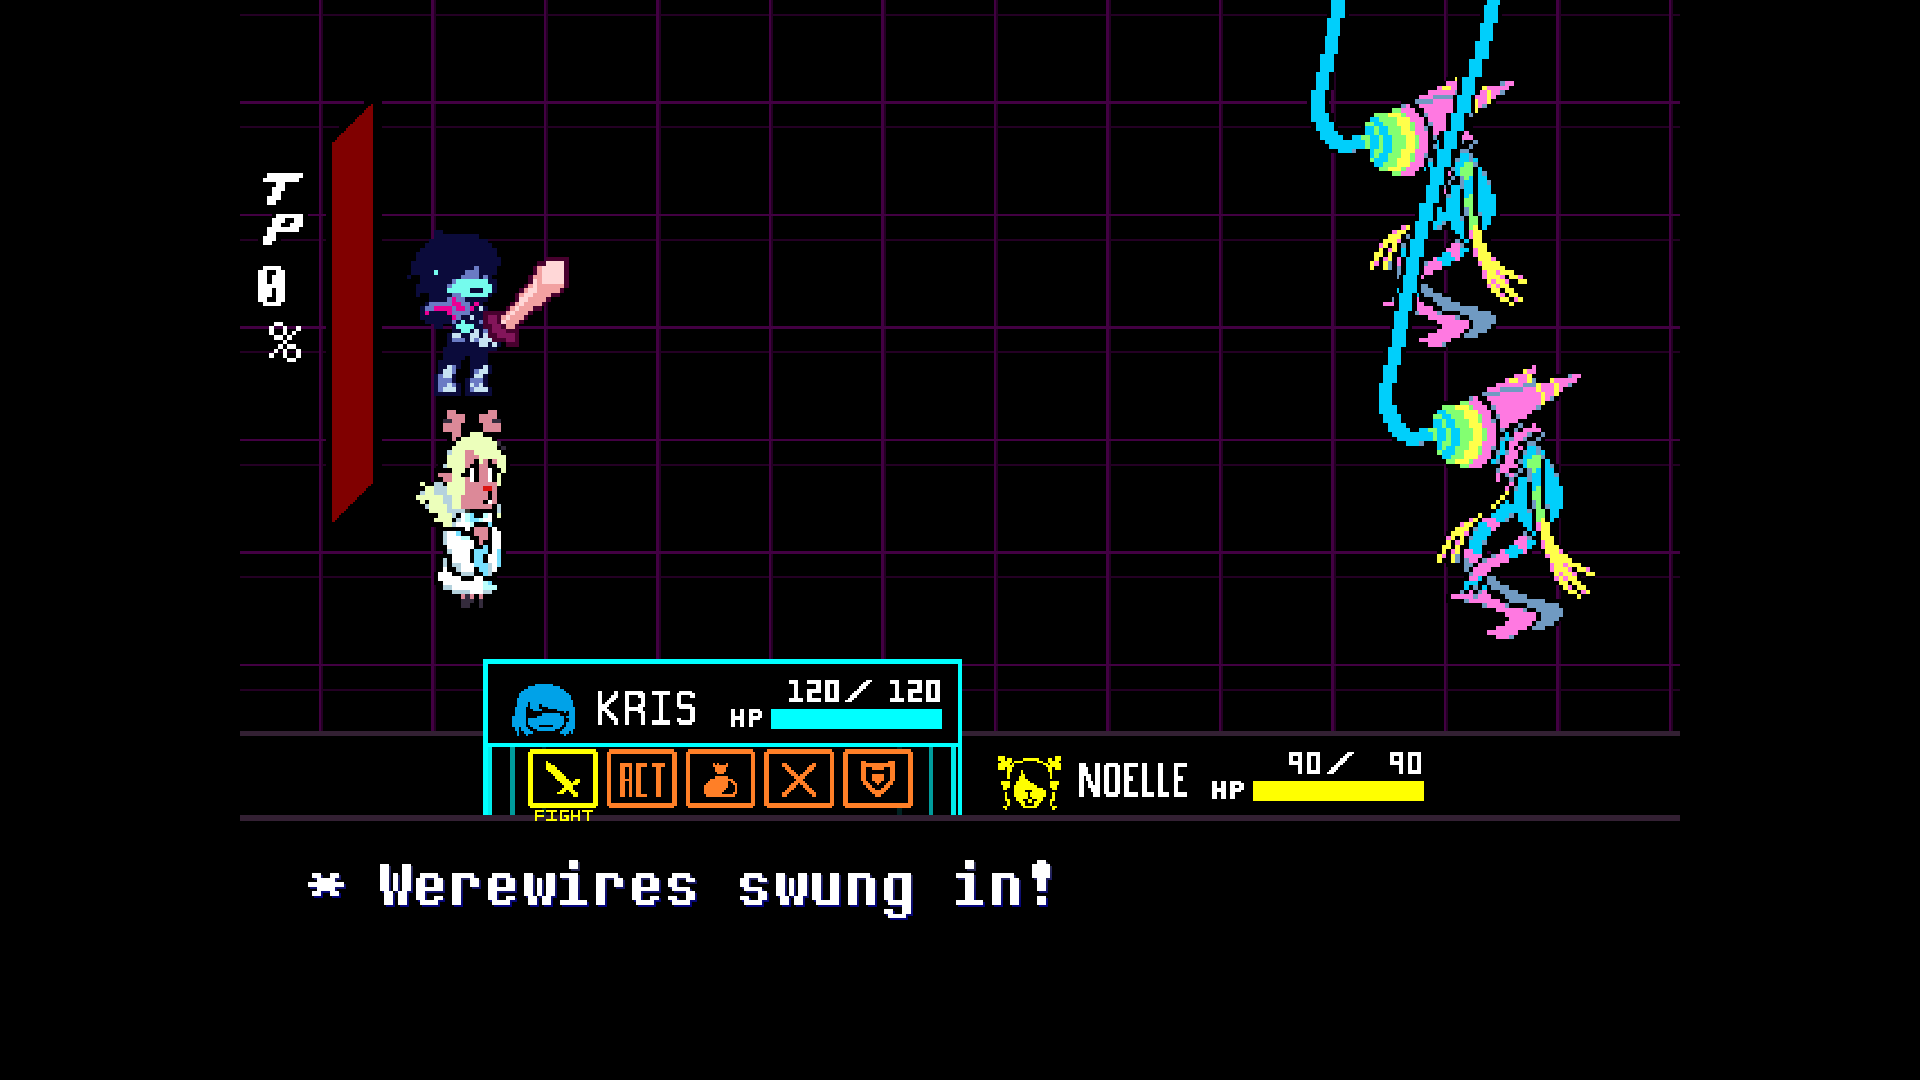 TP
0
%
KRIS HP 120/ 120
ACT
FIGHT
NOELLE HP 90/ 90
* Werewires swung in!